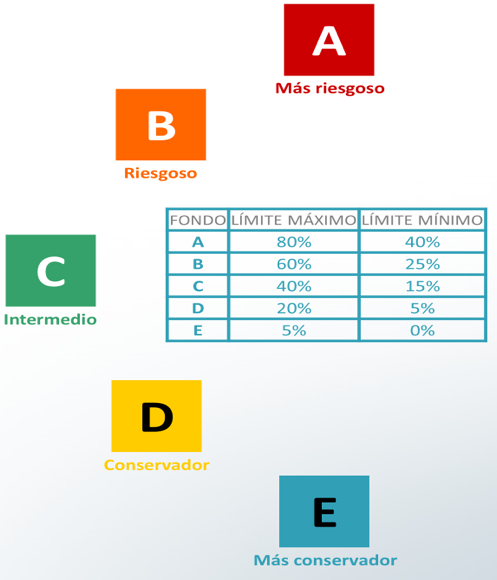 A
Más riesgoso
B
Riesgoso
FONDO LÍMITE MÁXIMO LÍMITE MÍNIMO
A 80% 40%
B 60% 25%
C 40% 15%
D 20% 5%
E 5% 0%
C
Intermedio
D
Conservador
E
Más conservador